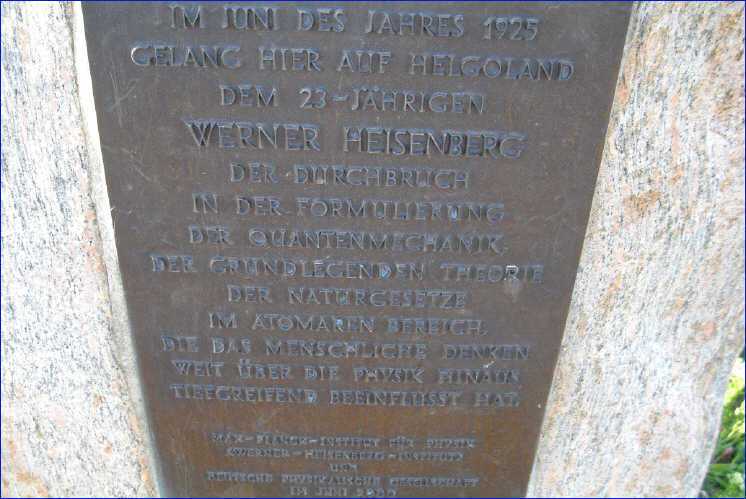 IM JUNI DES JAHRES 1925
GELANG HIER AUF HELGOLAND
DEM 23-JÄHRIGEN
WERNER HEISENBERG
DER DURCHBRUCH
IN DER FORMULIERUNG
DER QUANTENMECHANIK,
DER GRUNDLEGENDEN THEORIE
DER NATURGESETZE
IM ATOMAREN BEREICH,
DIE DAS MENSCHLICHE DENKEN
WEIT ÜBER DIE PHYSIK HINAUS
TIEFGREIFEND BEEINFLUSST HAT.
MAX-PLANCK-INSTITUT FÜR PHYSIK
(WERNER-HEISENBERG-INSTITUT)
UND
DEUTSCHE PHYSIKALISCHE GESELLSCHAFT
IM JUNI 2000